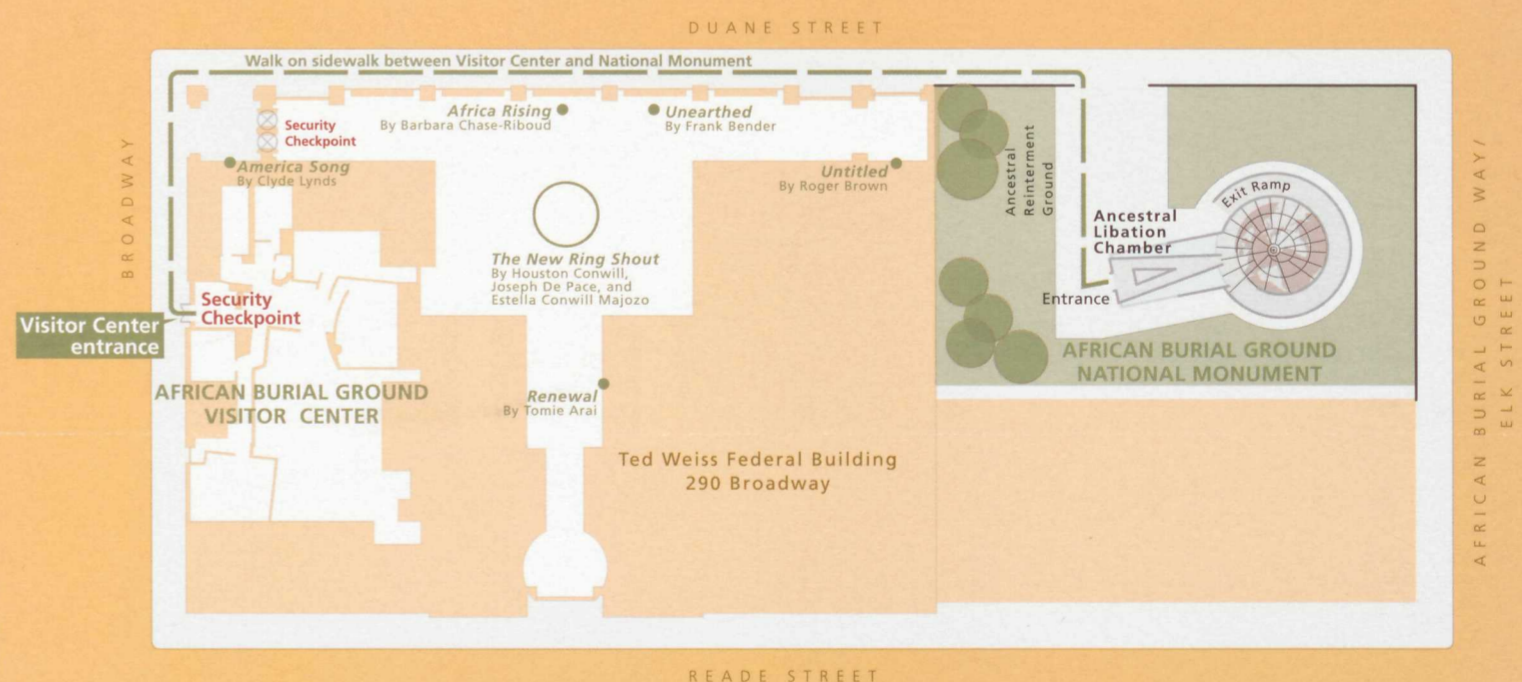 DUANE STREET
Walk on sidewalk between Visitor Center and National Monument
Africa Rising
By Barbara Chase-Riboud
Unearthed
By Frank Bender
Security
Checkpoint
America Song
By Clyde Lynds
Untitled
By Roger Brown
BROADWAY
Ancestral
Reinterment
Ground
Exit Ramp
Ancestral
Libation
Chamber
Entrance
The New Ring Shout
By Houston Conwill,
Joseph De Pace, and
Estella Conwill Majozo
Security
Checkpoint
Visitor Center
entrance
AFRICAN BURIAL GROUND
VISITOR CENTER
AFRICAN BURIAL GROUND
NATIONAL MONUMENT
Renewal
By Tomie Arai
Ted Weiss Federal Building
290 Broadway
AFRICAN BURIAL GROUND WAY/
ELK STREET
READE STREET